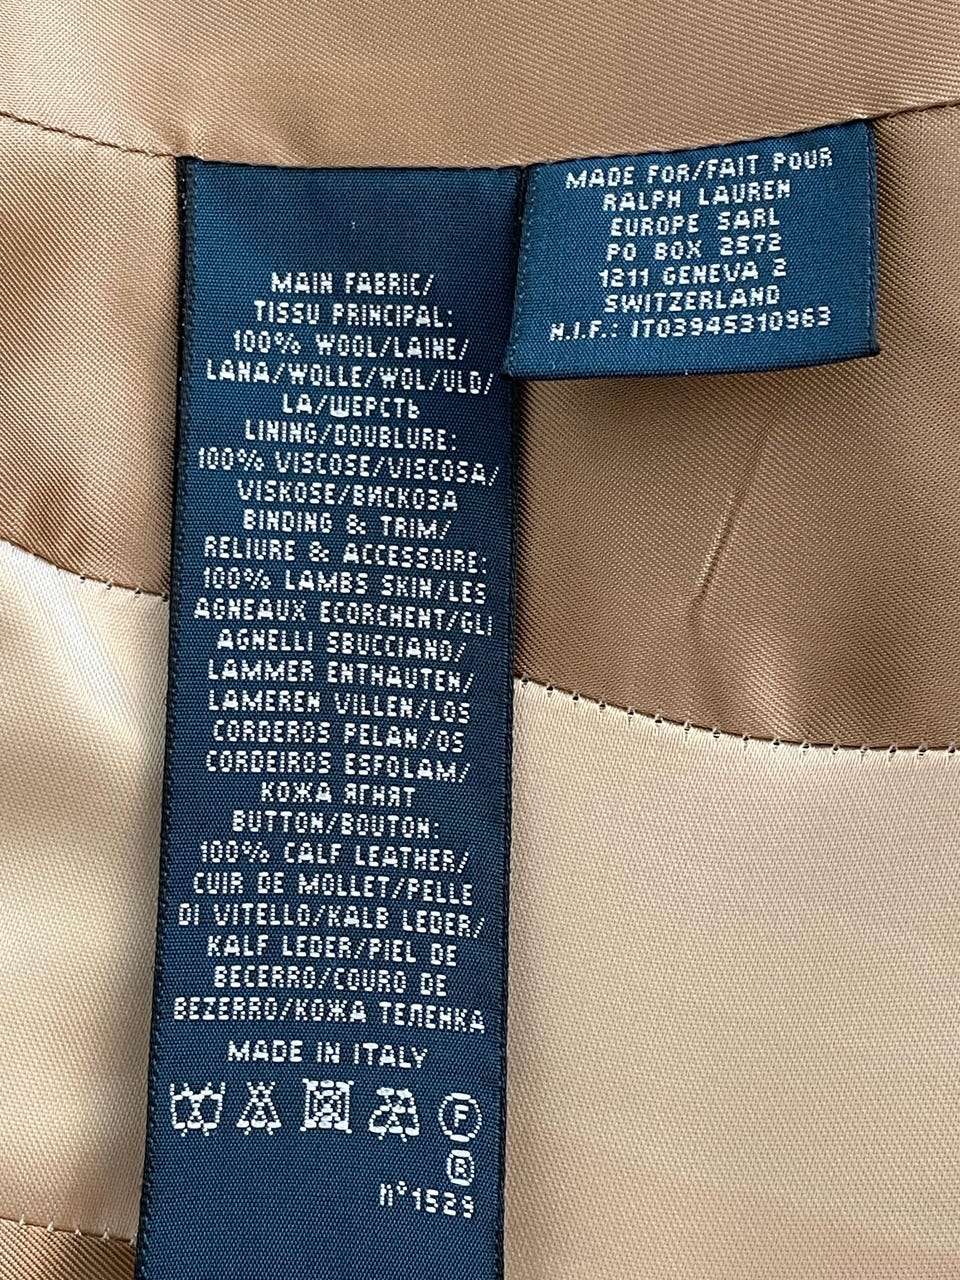 MAIN FABRIC/
TISSU PRINCIPAL:
100% WOOL/LAINE/
LANA/WOLLE/WOL/ULD/
LA/ШЕРСТЬ
LINING/DOUBLURE:
100% VISCOSE/VISCOSA/
VISKOSE/ВИСКОЗА
BINDING & TRIM/
RELIURE & ACCESSOIRE:
100% LAMBS SKIN/LES
AGNEAUX ECORCHENT/GLI
AGNELLI SBUCCIANO/
LAMMER ENTHAUTEN/
LAMEREN VILLEN/LOS
CORDEROS PELAN/OS
CORDEIROS ESFOLAM/
КОЖА ЯГНЯТ
BUTTON/BOUTON:
100% CALF LEATHER/
CUIR DE MOLLET/PELLE
DI VITELLO/KALB LEDER/
KALF LEDER/PIEL DE
BECERRO/COURO DE
BEZERRO/КОЖА ТЕЛЕНКА
MADE IN ITALY
F
R
n°1529
MADE FOR/FAIT POUR
RALPH LAUREN
EUROPE SARL
PO BOX 2572
1211 GENEVA 2
SWITZERLAND
N.I.F.: IT03945310963